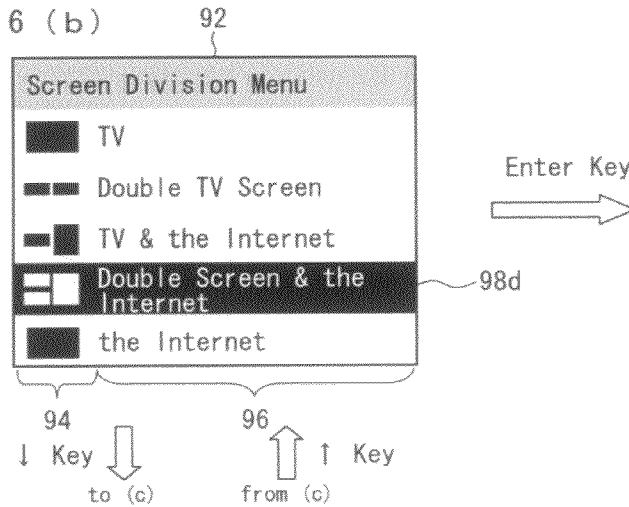 6 (b)
92
Screen Division Menu
TV
Double TV Screen
TV & the Internet
Double Screen & the
Internet
the Internet
Enter Key
98d
94
96
↓ Key
↑ Key
to (c)
from (c)